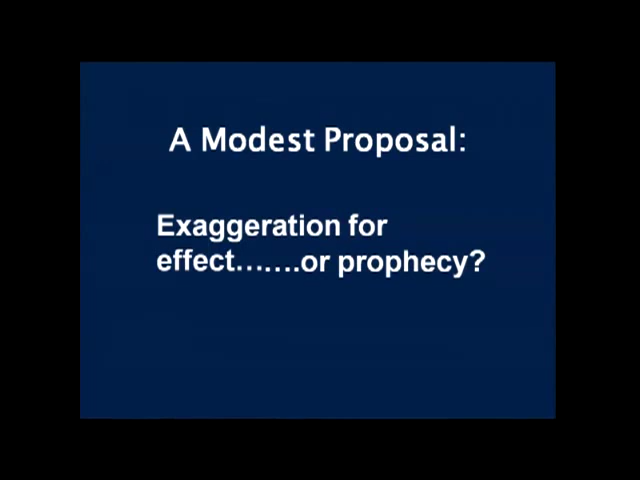 A Modest Proposal:
Exaggeration for
effect…….or prophecy?